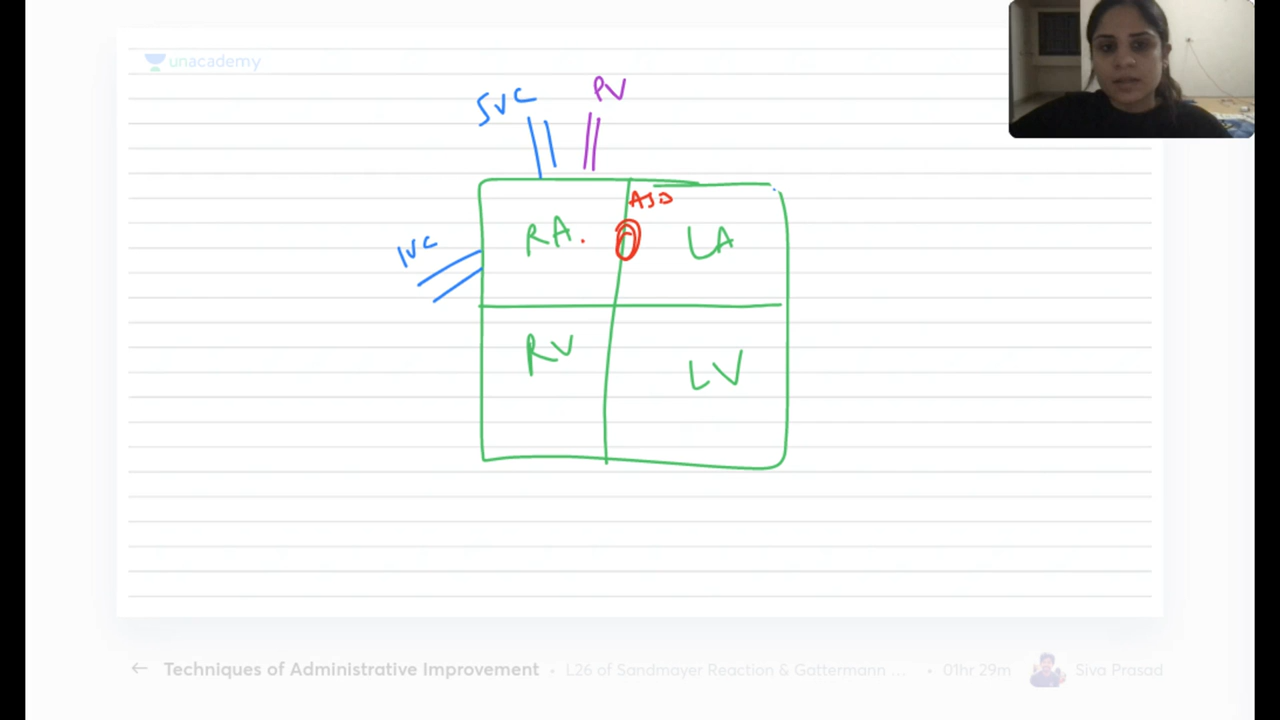 unacademy
SVC PV
ASD
RA. LA
IVC
RV LV
← Techniques of Administrative Improvement • L26 of Sandmayer Reaction & Gattermann ... • 01hr 29m Siva Prasad